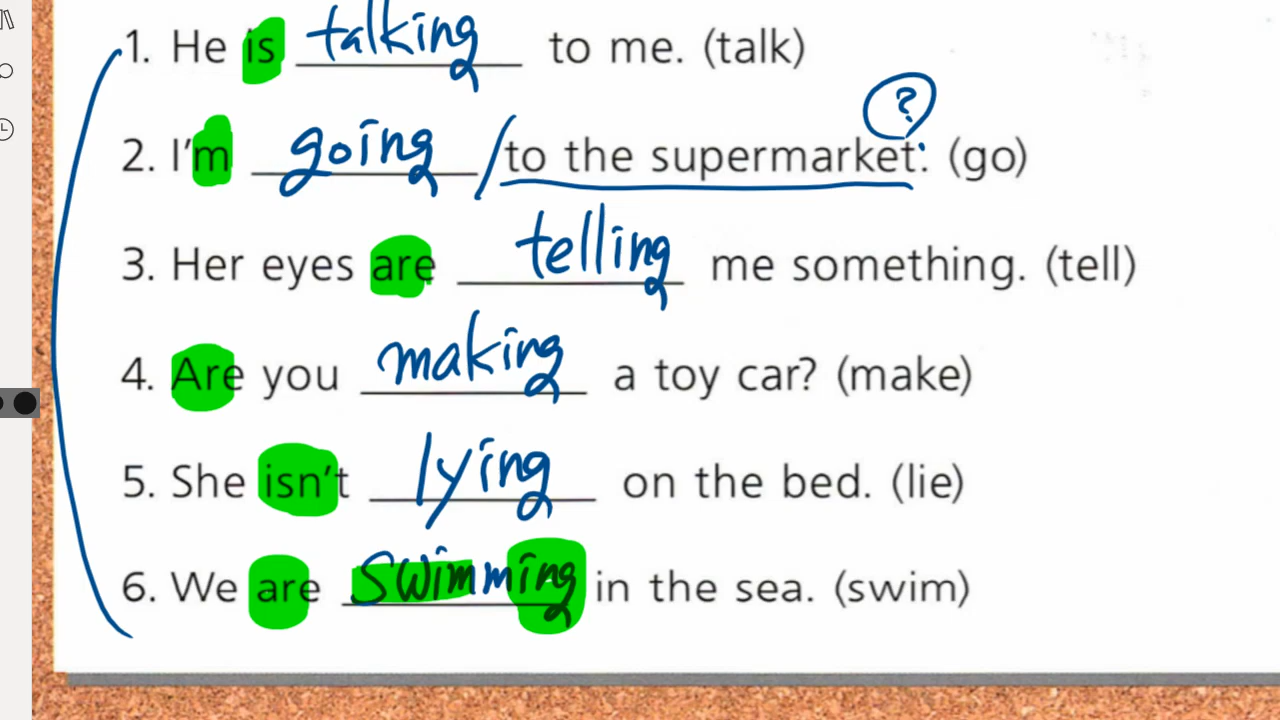 1. He is talking to me. (talk)
?
2. I'm going / to the supermarket. (go)
3. Her eyes are telling me something. (tell)
4. Are you making a toy car? (make)
5. She isn't lying on the bed. (lie)
6. We are swimming in the sea. (swim)